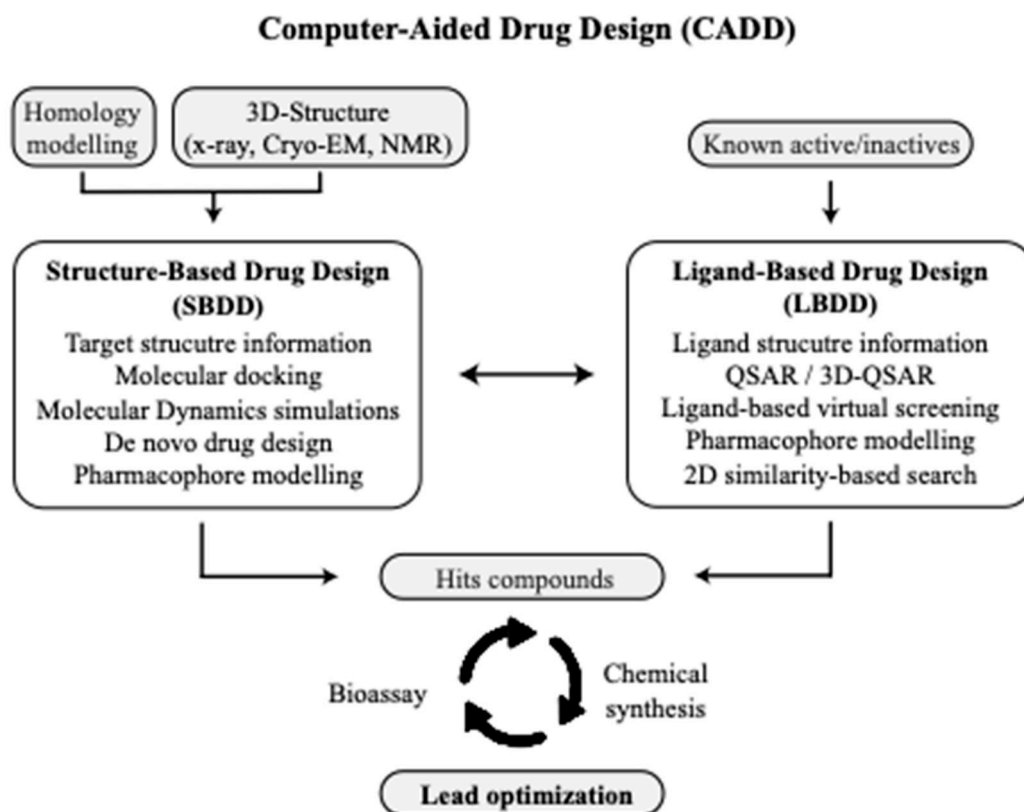 Computer-Aided Drug Design (CADD)
Homology
modelling
3D-Structure
(x-ray, Cryo-EM, NMR)
Known active/inactives
Structure-Based Drug Design
(SBDD)
Target strucutre information
Molecular docking
Molecular Dynamics simulations
De novo drug design
Pharmacophore modelling
Ligand-Based Drug Design
(LBDD)
Ligand strucutre information
QSAR / 3D-QSAR
Ligand-based virtual screening
Pharmacophore modelling
2D similarity-based search
Hits compounds
Bioassay
Chemical
synthesis
Lead optimization